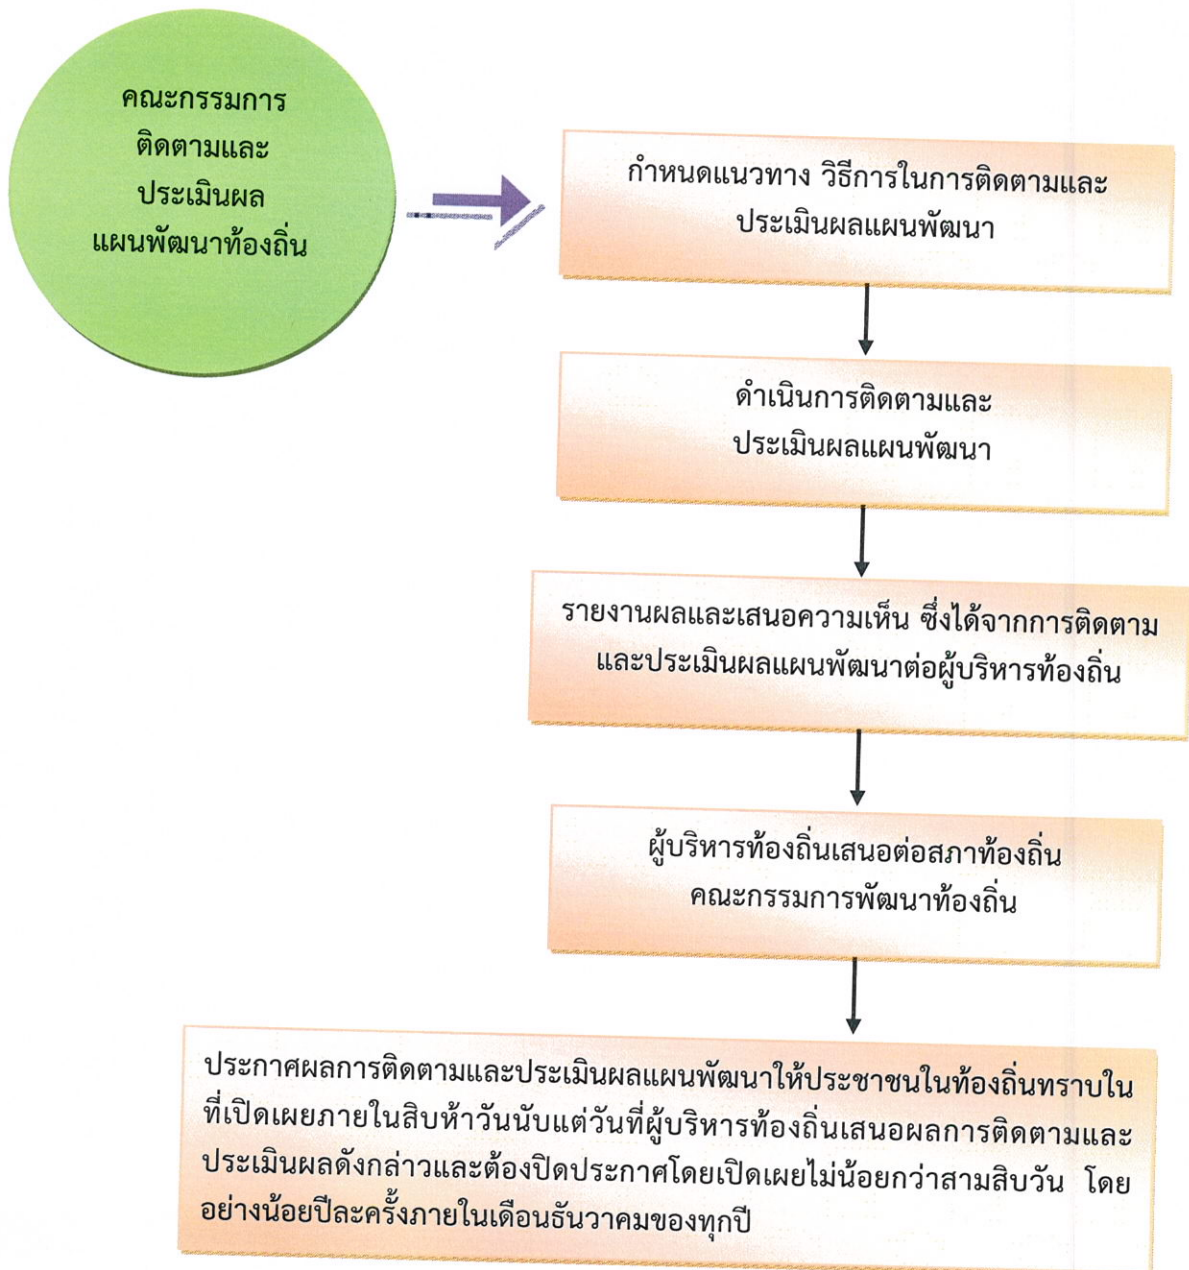 คณะกรรมการ
ติดตามและ
ประเมินผล
แผนพัฒนาท้องถิ่น
กำหนดแนวทาง วิธีการในการติดตามและ
ประเมินผลแผนพัฒนา
ดำเนินการติดตามและ
ประเมินผลแผนพัฒนา
รายงานผลและเสนอความเห็น ซึ่งได้จากการติดตาม
และประเมินผลแผนพัฒนาต่อผู้บริหารท้องถิ่น
ผู้บริหารท้องถิ่นเสนอต่อสภาท้องถิ่น
คณะกรรมการพัฒนาท้องถิ่น
ประกาศผลการติดตามและประเมินผลแผนพัฒนาให้ประชาชนในท้องถิ่นทราบใน
ที่เปิดเผยภายในสิบห้าวันนับแต่วันที่ผู้บริหารท้องถิ่นเสนอผลการติดตามและ
ประเมินผลดังกล่าวและต้องปิดประกาศโดยเปิดเผยไม่น้อยกว่าสามสิบวัน โดย
อย่างน้อยปีละครั้งภายในเดือนธันวาคมของทุกปี